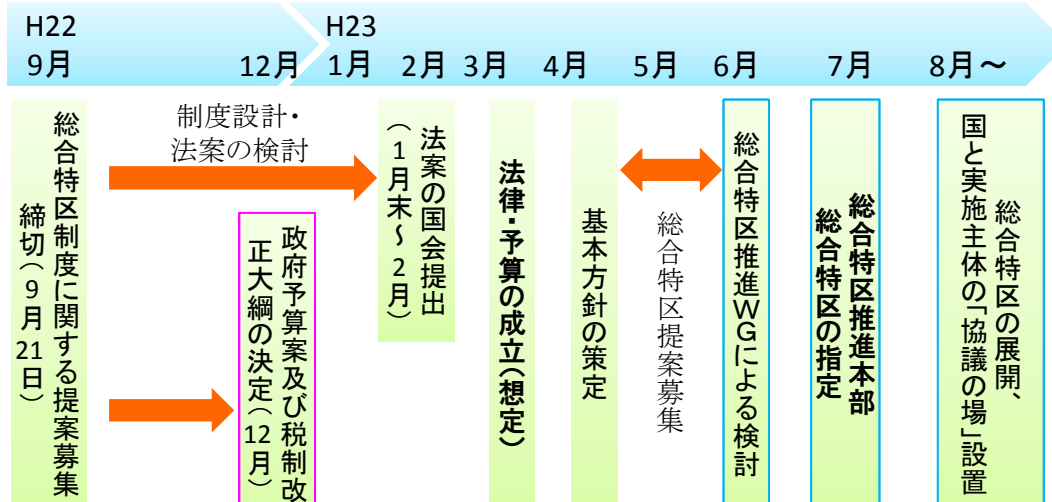 H22
H23
9月
12月
1月
2月
3月
4月
5月
6月
7月
8月～
総合特区制度に関する提案募集
締切（9月21日）
制度設計・
法案の検討
政府予算案及び税制改
正大綱の決定（12月）
法案の国会提出
（1月末～2月）
法律・予算の成立（想定）
基本方針の策定
総合特区提案募集
総合特区推進WGによる検討
総合特区推進本部
総合特区の指定
総合特区の展開、
国と実施主体の「協議の場」設置